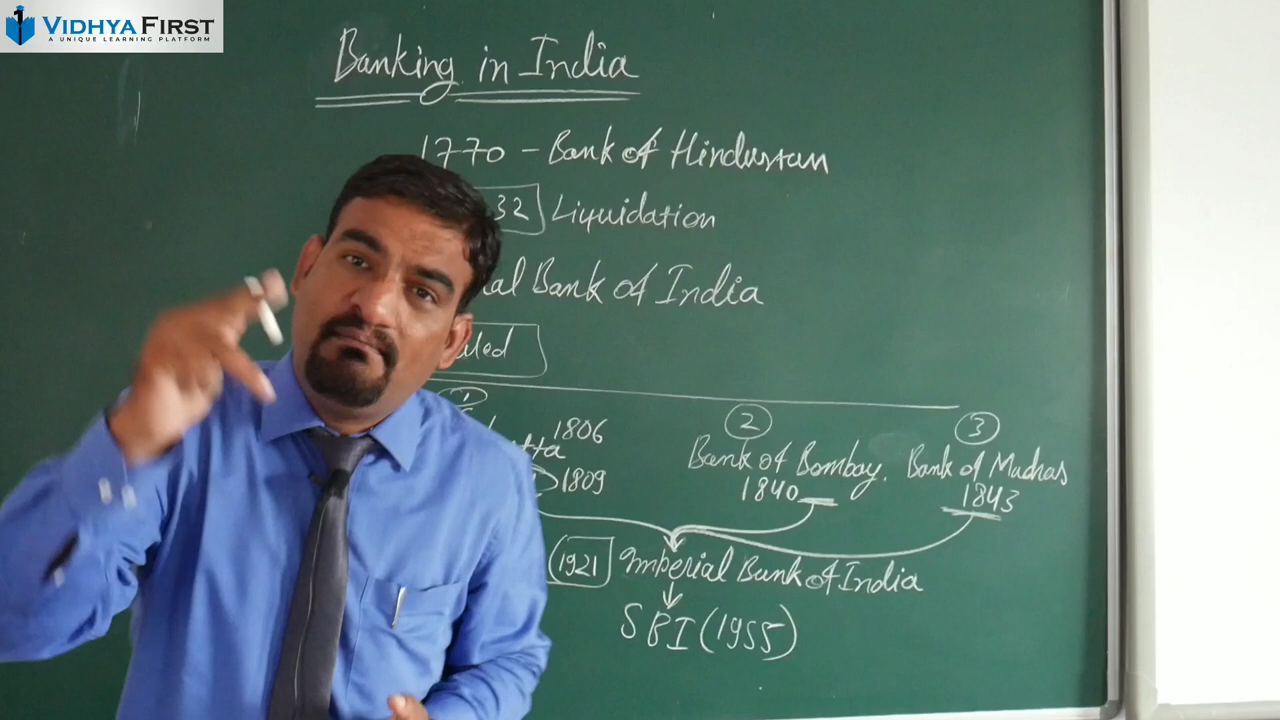 VIDHYA FIRST
A UNIQUE LEARNING PLATFORM
Banking in India
1770 - Bank of Hindustan
32 Liquidation
al Bank of India
1 2 3
1806
1809
Bank of Bombay.
1840
Bank of Madras
1843
1921 Imperial Bank of India
SBI (1955)